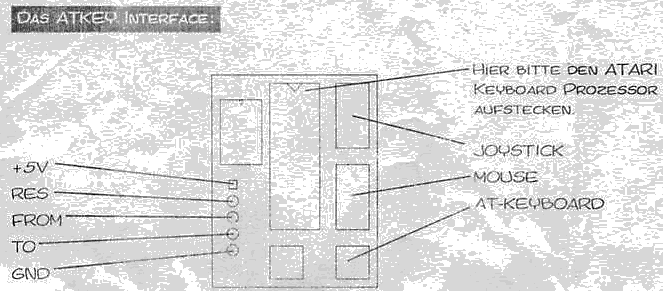 DAS ATKEY INTERFACE:
HIER BITTE DEN ATARI
KEYBOARD PROZESSOR
AUFSTECKEN.
JOYSTICK
MOUSE
AT-KEYBOARD
+5V
RES
FROM
TO
GND